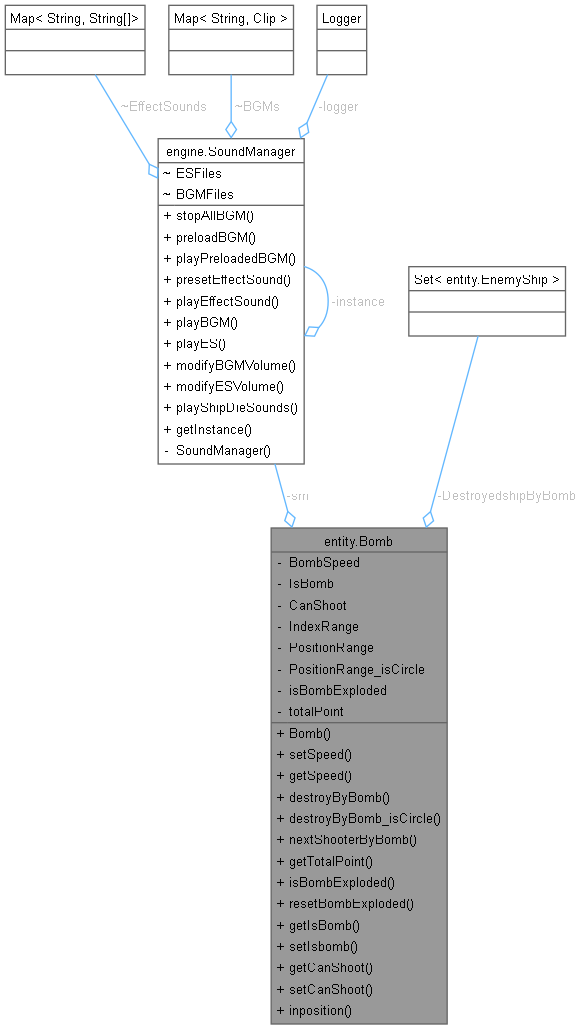 Map< String, String[]>
Map< String, Clip >
Logger
~EffectSounds
~BGMs
-logger
engine.SoundManager
~ ESFiles
~ BGMFiles
+ stopAllBGM()
+ preloadBGM()
+ playPreloadedBGM()
+ presetEffectSound()
+ playEffectSound()
+ playBGM()
+ playES()
+ modifyBGMVolume()
+ modifyESVolume()
+ playShipDieSounds()
+ getInstance()
- SoundManager()
-instance
Set< entity.EnemyShip >
-sm
-DestroyedshipByBomb
entity.Bomb
- BombSpeed
- IsBomb
- CanShoot
- IndexRange
- PositionRange
- PositionRange_isCircle
- isBombExploded
- totalPoint
+ Bomb()
+ setSpeed()
+ getSpeed()
+ destroyByBomb()
+ destroyByBomb_isCircle()
+ nextShooterByBomb()
+ getTotalPoint()
+ isBombExploded()
+ resetBombExploded()
+ getIsBomb()
+ setIsbomb()
+ getCanShoot()
+ setCanShoot()
+ inposition()